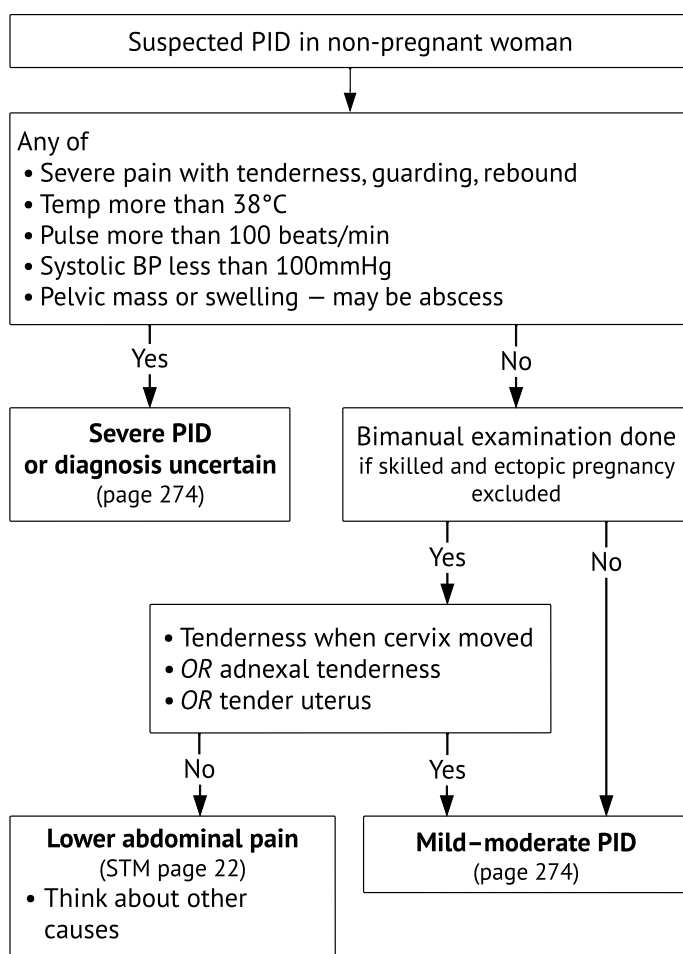 Suspected PID in non-pregnant woman
Any of
• Severe pain with tenderness, guarding, rebound
• Temp more than 38°C
• Pulse more than 100 beats/min
• Systolic BP less than 100mmHg
• Pelvic mass or swelling — may be abscess
Yes
No
Severe PID
or diagnosis uncertain
(page 274)
Bimanual examination done
if skilled and ectopic pregnancy
excluded
Yes
No
• Tenderness when cervix moved
• OR adnexal tenderness
• OR tender uterus
No
Yes
Lower abdominal pain
(STM page 22)
• Think about other
causes
Mild–moderate PID
(page 274)